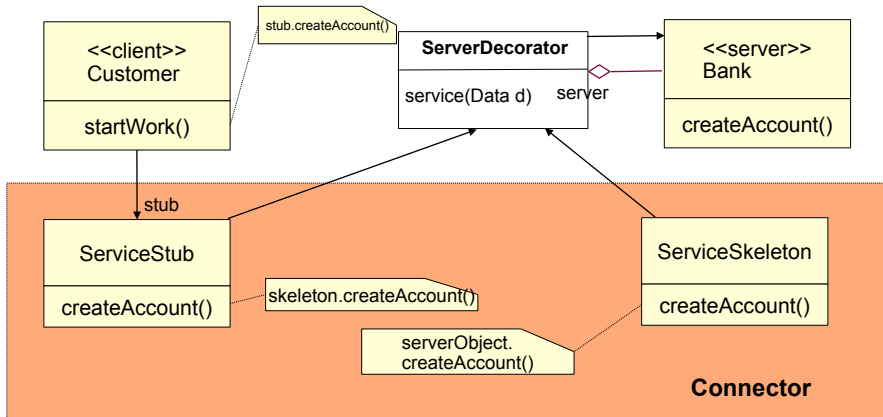 <<client>>
Customer
startWork()
stub.createAccount()
ServerDecorator
service(Data d)
server
<<server>>
Bank
createAccount()
stub
ServiceStub
createAccount()
skeleton.createAccount()
serverObject.
createAccount()
ServiceSkeleton
createAccount()
Connector